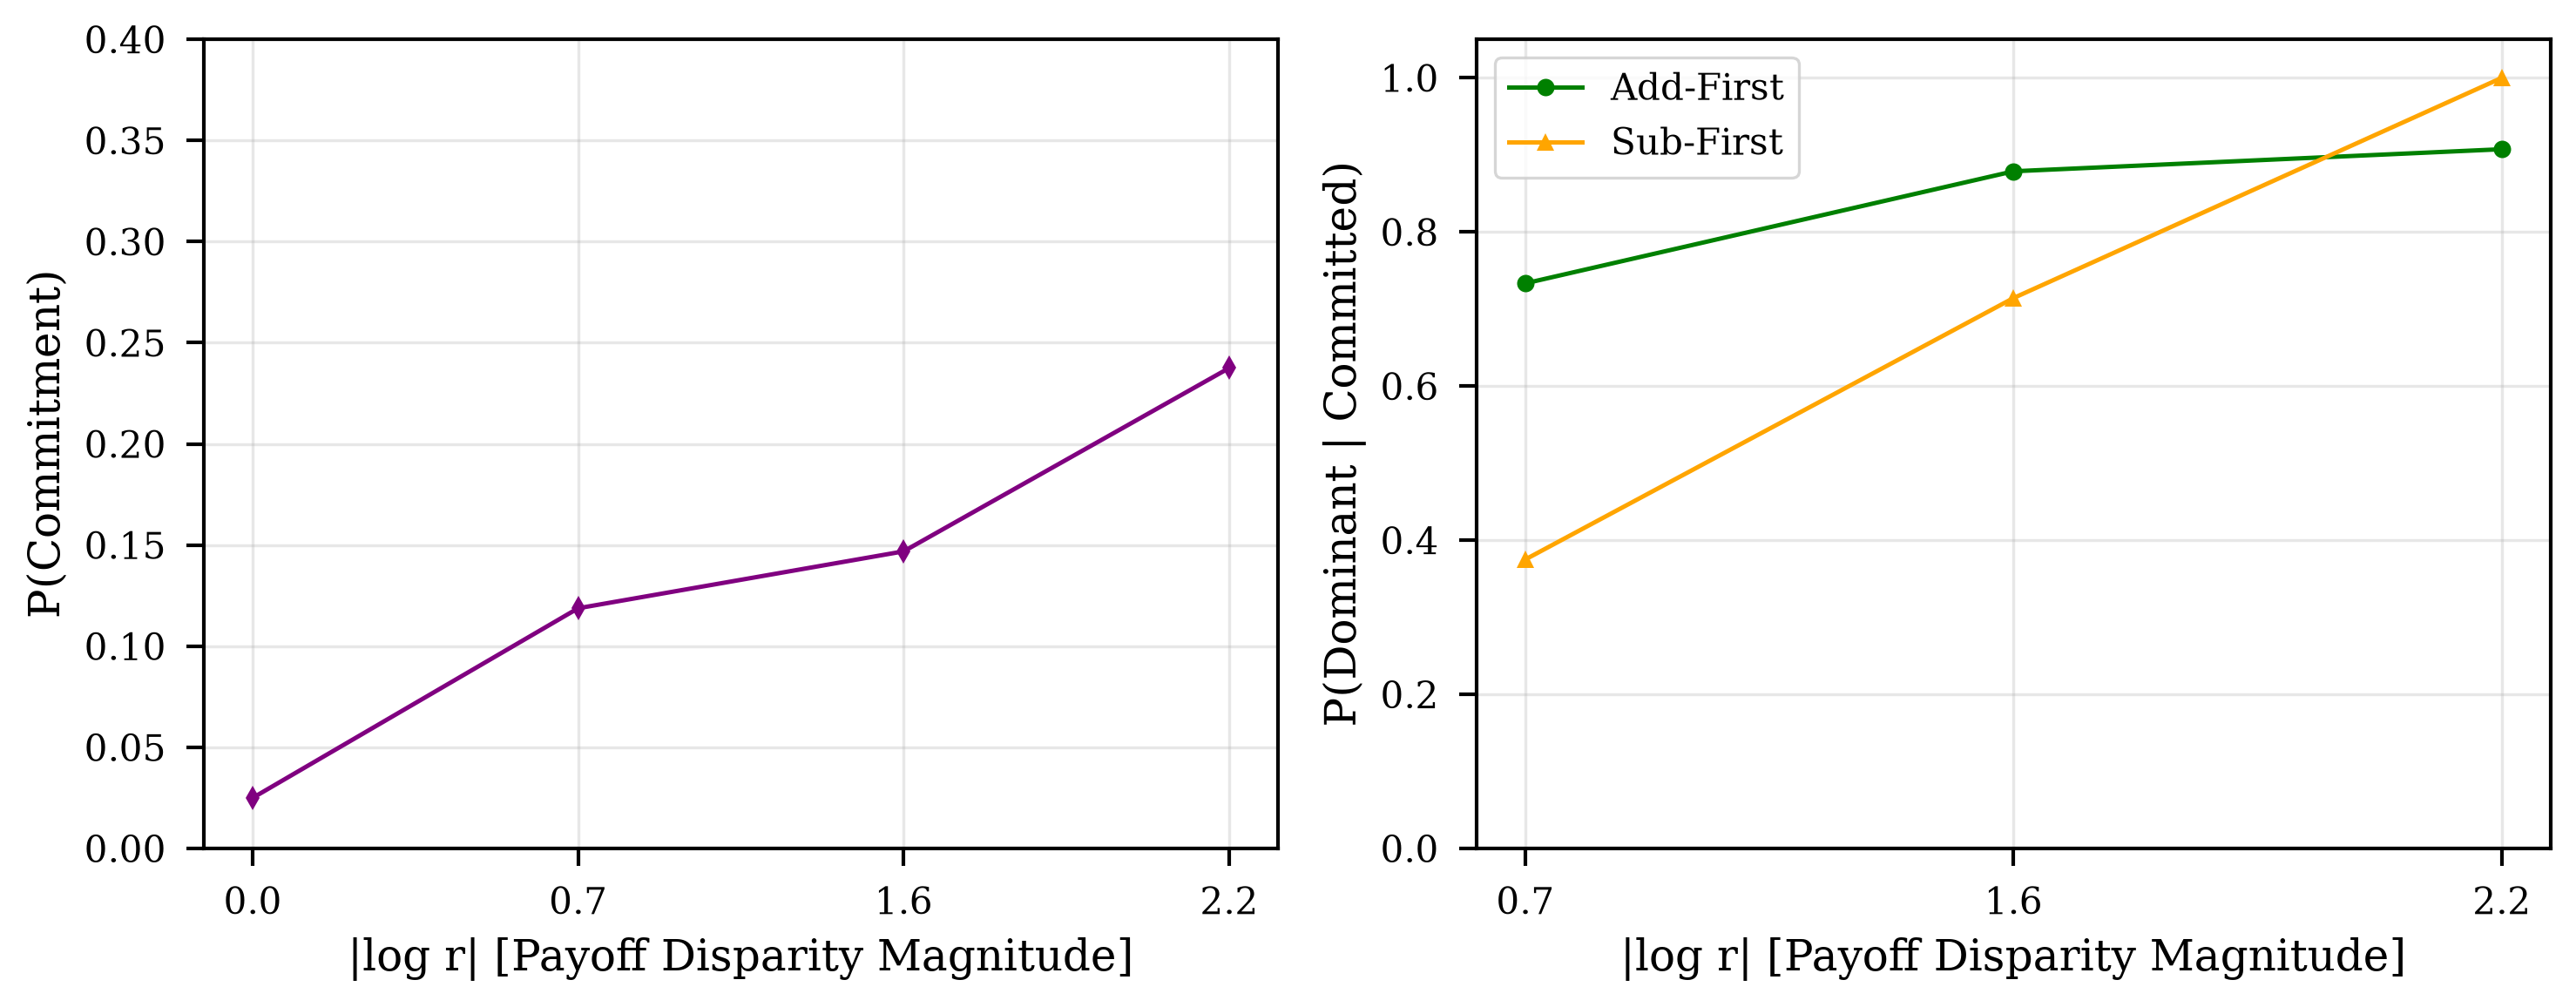 0.40
0.35
0.30
0.25
0.20
0.15
0.10
0.05
0.00
P(Commitment)
0.0 0.7 1.6 2.2
|log r| [Payoff Disparity Magnitude]
Add-First
Sub-First
1.0
0.8
0.6
0.4
0.2
0.0
P(Dominant | Committed)
0.7 1.6 2.2
|log r| [Payoff Disparity Magnitude]